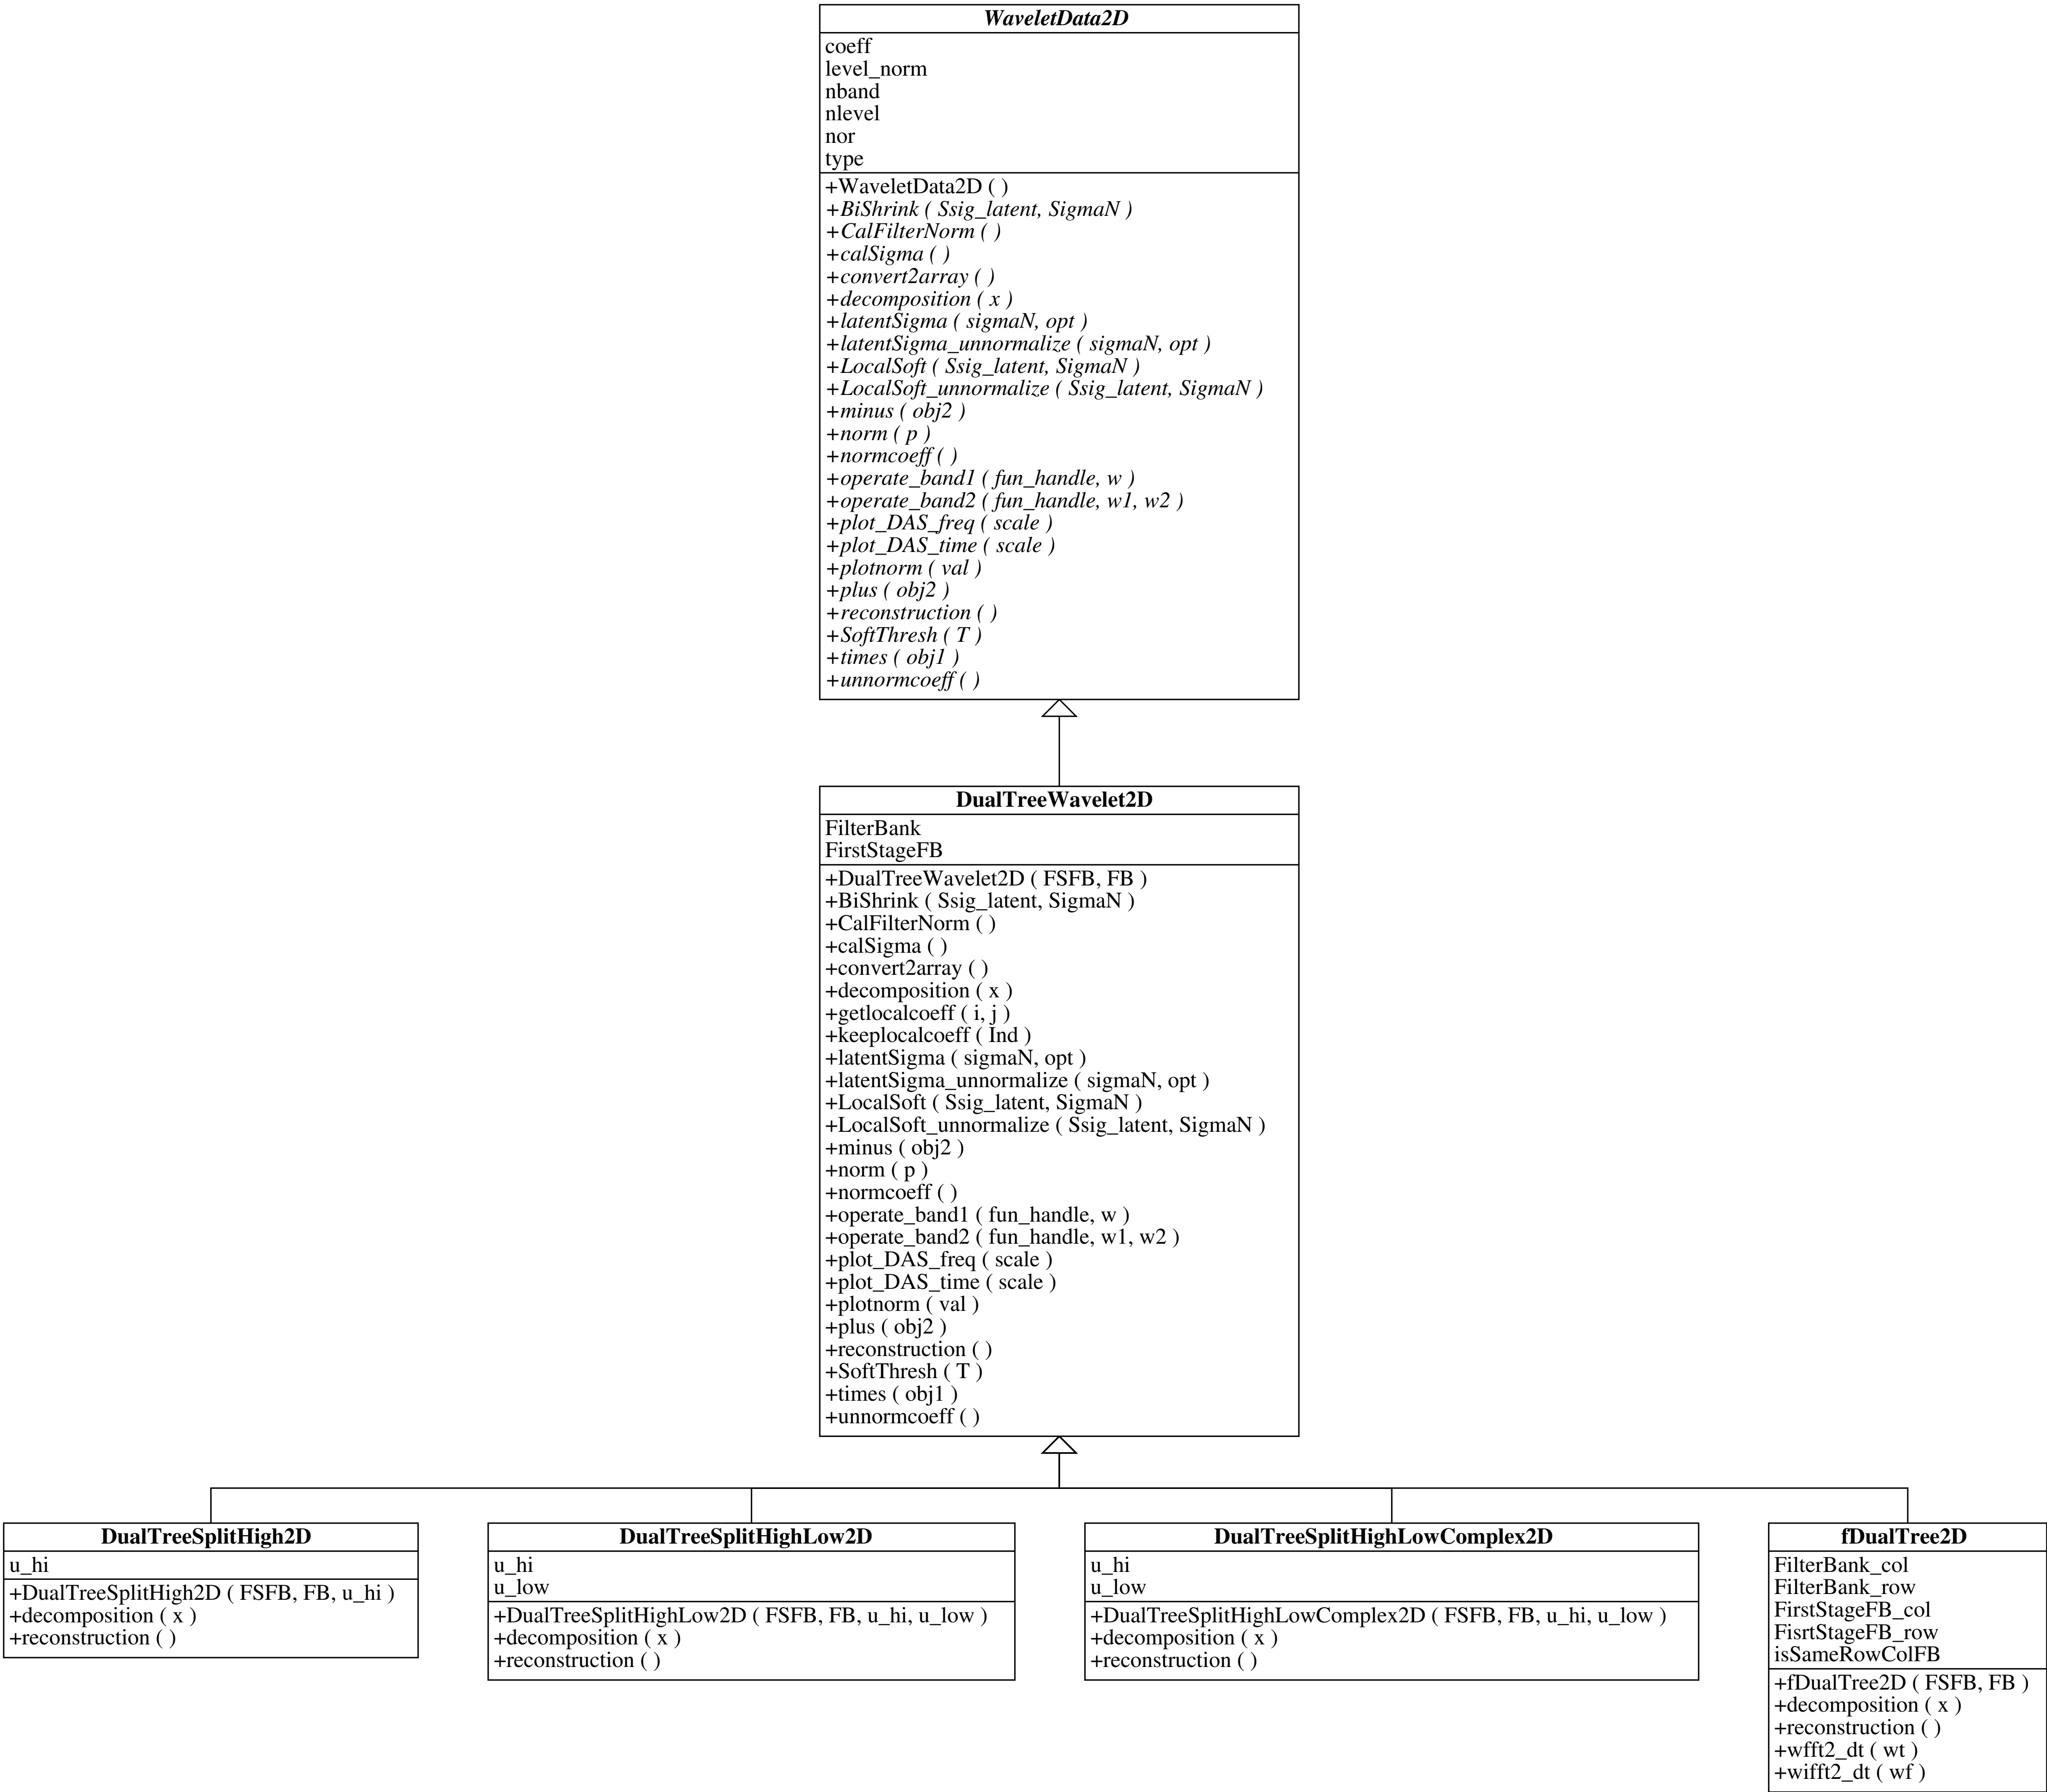 WaveletData2D
coeff
level_norm
nband
nlevel
nor
type
+WaveletData2D ( )
+BiShrink ( Ssig_latent, SigmaN )
+CalFilterNorm ( )
+calSigma ( )
+convert2array ( )
+decomposition ( x )
+latentSigma ( sigmaN, opt )
+latentSigma_unnormalize ( sigmaN, opt )
+LocalSoft ( Ssig_latent, SigmaN )
+LocalSoft_unnormalize ( Ssig_latent, SigmaN )
+minus ( obj2 )
+norm ( p )
+normcoeff ( )
+operate_band1 ( fun_handle, w )
+operate_band2 ( fun_handle, w1, w2 )
+plot_DAS_freq ( scale )
+plot_DAS_time ( scale )
+plotnorm ( val )
+plus ( obj2 )
+reconstruction ( )
+SoftThresh ( T )
+times ( obj1 )
+unnormcoeff ( )
DualTreeWavelet2D
FilterBank
FirstStageFB
+DualTreeWavelet2D ( FSFB, FB )
+BiShrink ( Ssig_latent, SigmaN )
+CalFilterNorm ( )
+calSigma ( )
+convert2array ( )
+decomposition ( x )
+getlocalcoeff ( i, j )
+keeplocalcoeff ( Ind )
+latentSigma ( sigmaN, opt )
+latentSigma_unnormalize ( sigmaN, opt )
+LocalSoft ( Ssig_latent, SigmaN )
+LocalSoft_unnormalize ( Ssig_latent, SigmaN )
+minus ( obj2 )
+norm ( p )
+normcoeff ( )
+operate_band1 ( fun_handle, w )
+operate_band2 ( fun_handle, w1, w2 )
+plot_DAS_freq ( scale )
+plot_DAS_time ( scale )
+plotnorm ( val )
+plus ( obj2 )
+reconstruction ( )
+SoftThresh ( T )
+times ( obj1 )
+unnormcoeff ( )
DualTreeSplitHigh2D
u_hi
+DualTreeSplitHigh2D ( FSFB, FB, u_hi )
+decomposition ( x )
+reconstruction ( )
DualTreeSplitHighLow2D
u_hi
u_low
+DualTreeSplitHighLow2D ( FSFB, FB, u_hi, u_low )
+decomposition ( x )
+reconstruction ( )
DualTreeSplitHighLowComplex2D
u_hi
u_low
+DualTreeSplitHighLowComplex2D ( FSFB, FB, u_hi, u_low )
+decomposition ( x )
+reconstruction ( )
fDualTree2D
FilterBank_col
FilterBank_row
FirstStageFB_col
FisrtStageFB_row
isSameRowColFB
+fDualTree2D ( FSFB, FB )
+decomposition ( x )
+reconstruction ( )
+wfft2_dt ( wt )
+wifft2_dt ( wf )